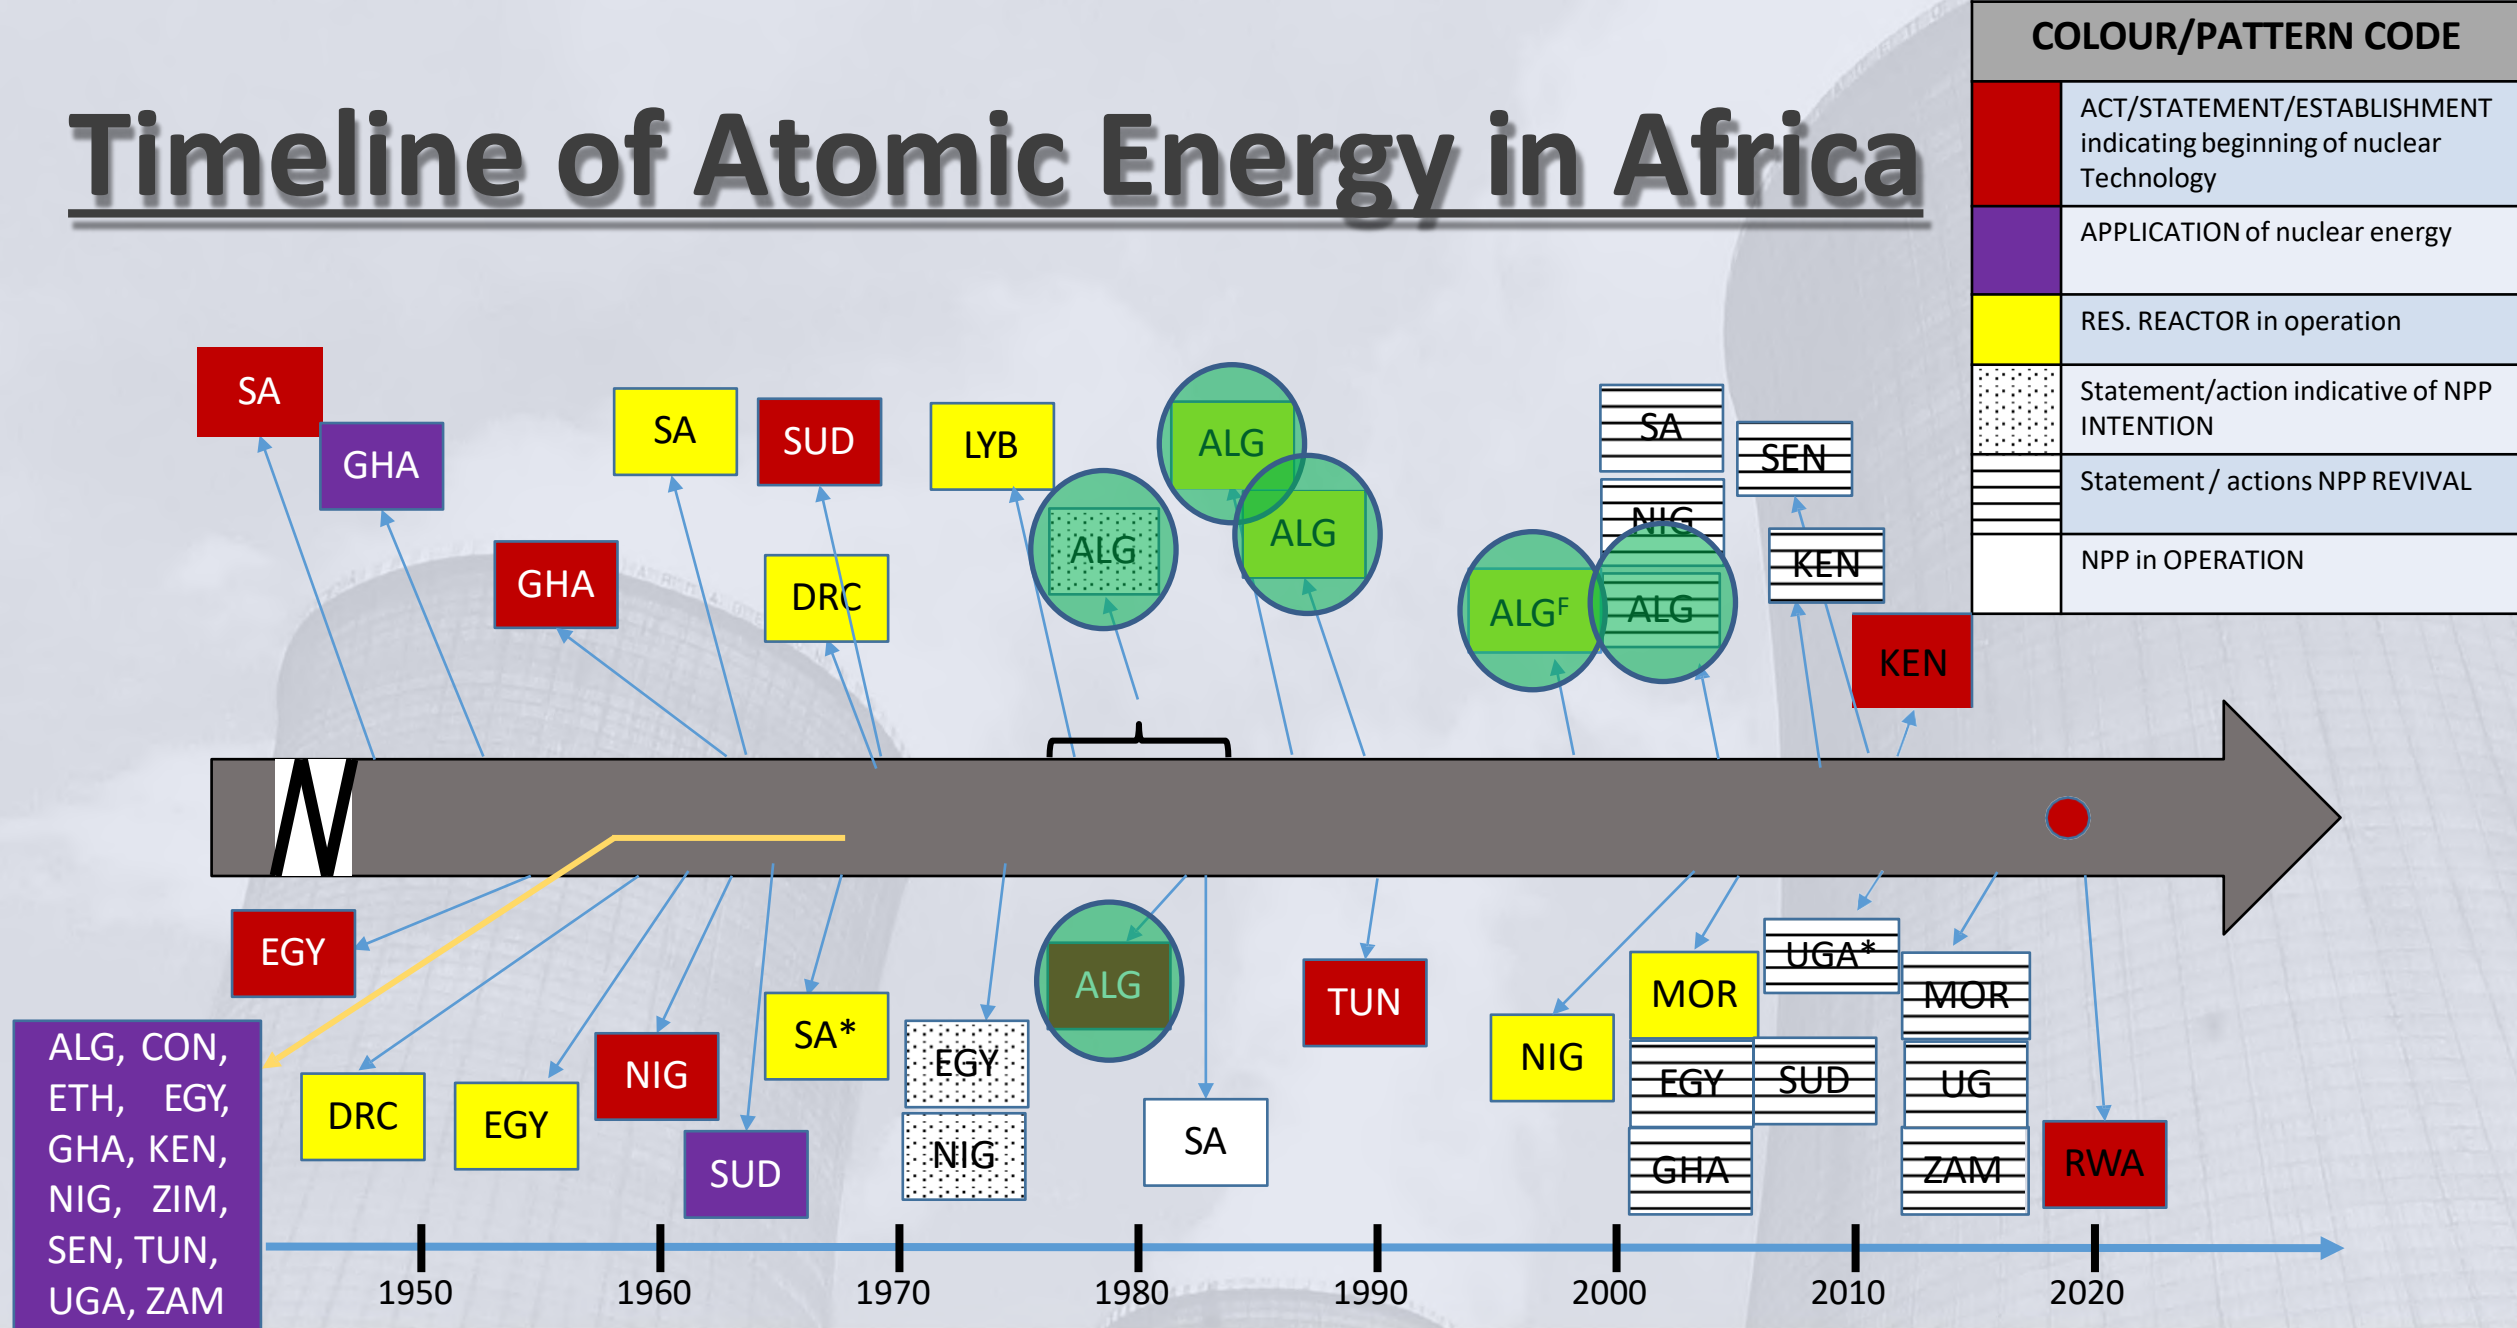 Timeline of Atomic Energy in Africa
COLOUR/PATTERN CODE
ACT/STATEMENT/ESTABLISHMENT
indicating beginning of nuclear
Technology
APPLICATION of nuclear energy
RES. REACTOR in operation
Statement/action indicative of NPP
INTENTION
Statement / actions NPP REVIVAL
NPP in OPERATION
SA
GHA
GHA
SA
SUD
DRC
LYB
ALG
ALG
ALG
ALGF
SA
NIG
ALG
SEN
KEN
KEN
N
EGY
ALG, CON,
ETH, EGY,
GHA, KEN,
NIG, ZIM,
SEN, TUN,
UGA, ZAM
DRC
EGY
NIG
SUD
SA*
EGY
NIG
ALG
SA
TUN
NIG
MOR
EGY
GHA
SUD
UGA*
MOR
UG
ZAM
RWA
1950
1960
1970
1980
1990
2000
2010
2020